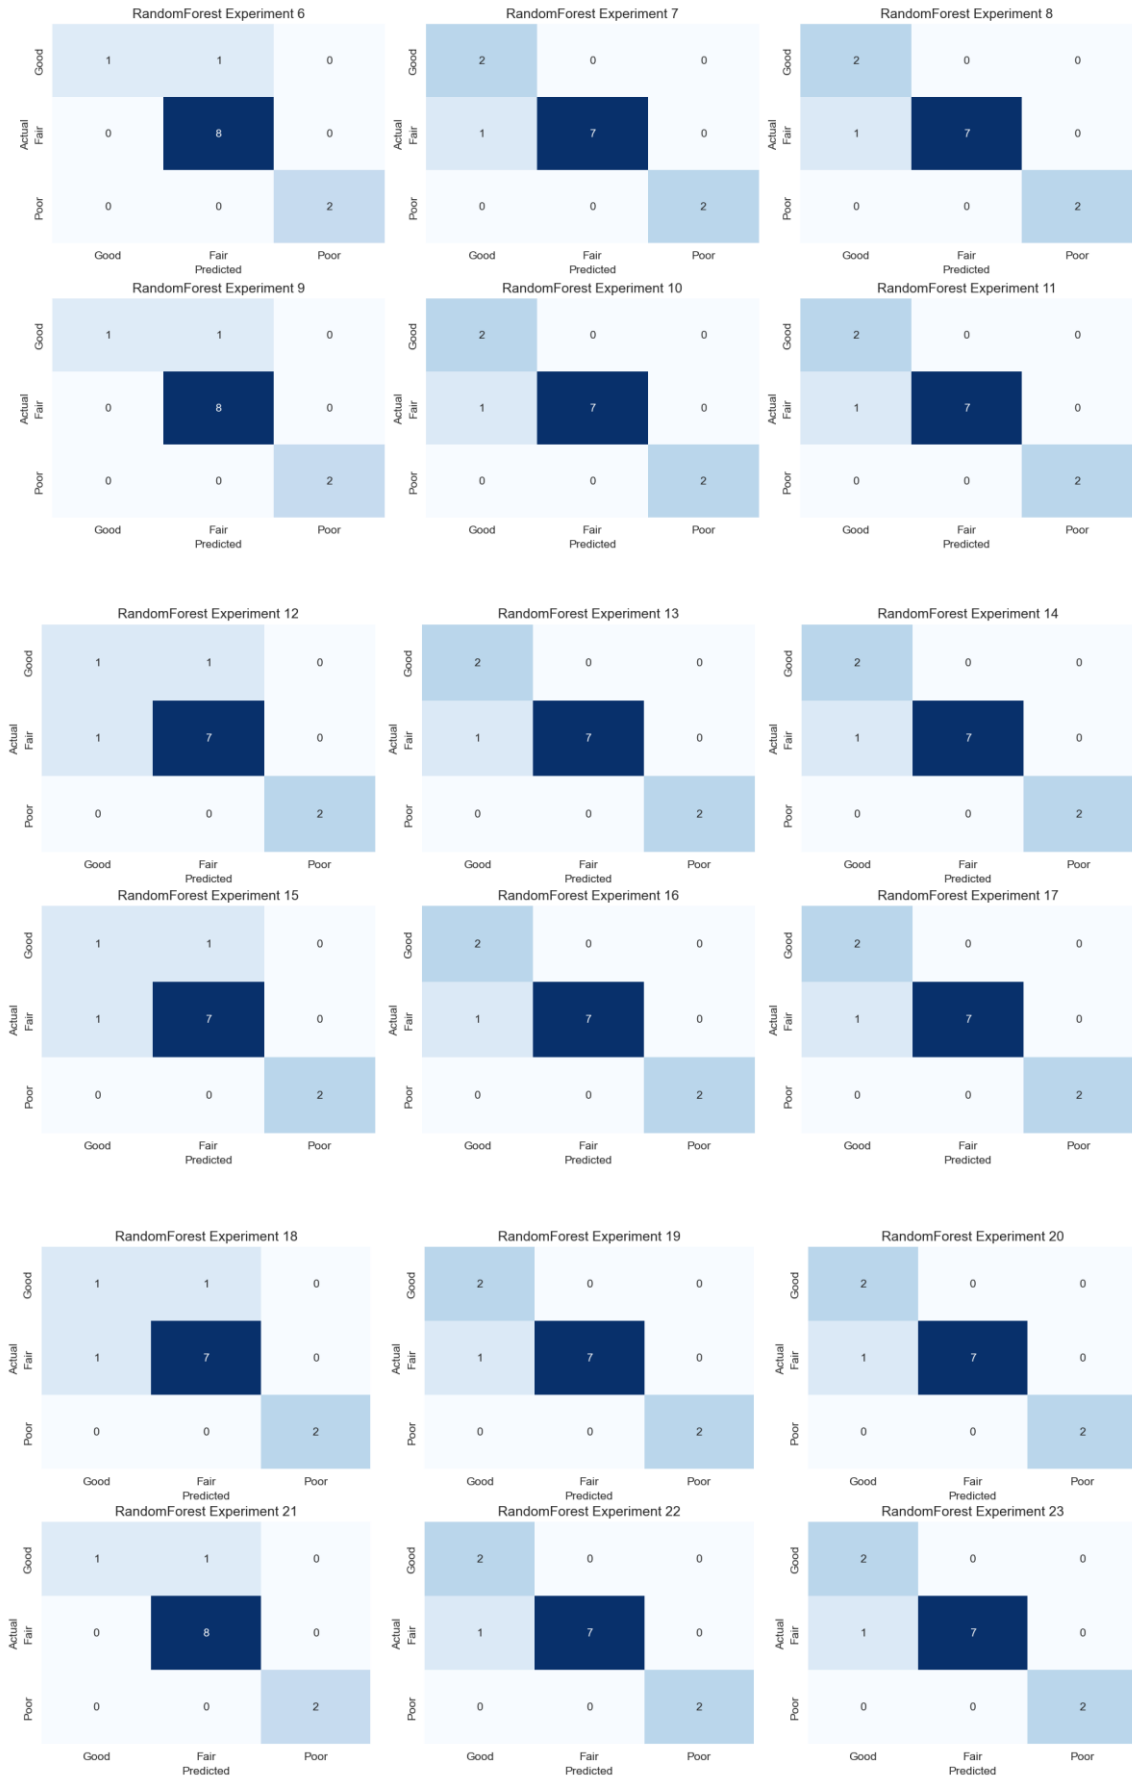 RandomForest Experiment 6 RandomForest Experiment 7 RandomForest Experiment 8
Good 1 1 0 Good 2 0 0 Good 2 0 0
Actual Fair 0 8 0 Actual Fair 1 7 0 Actual Fair 1 7 0
Poor 0 0 2 Poor 0 0 2 Poor 0 0 2
Good Fair Poor Good Fair Poor Good Fair Poor
Predicted Predicted Predicted
RandomForest Experiment 9 RandomForest Experiment 10 RandomForest Experiment 11
Good 1 1 0 Good 2 0 0 Good 2 0 0
Actual Fair 0 8 0 Actual Fair 1 7 0 Actual Fair 1 7 0
Poor 0 0 2 Poor 0 0 2 Poor 0 0 2
Good Fair Poor Good Fair Poor Good Fair Poor
Predicted Predicted Predicted
RandomForest Experiment 12 RandomForest Experiment 13 RandomForest Experiment 14
Good 1 1 0 Good 2 0 0 Good 2 0 0
Actual Fair 1 7 0 Actual Fair 1 7 0 Actual Fair 1 7 0
Poor 0 0 2 Poor 0 0 2 Poor 0 0 2
Good Fair Poor Good Fair Poor Good Fair Poor
Predicted Predicted Predicted
RandomForest Experiment 15 RandomForest Experiment 16 RandomForest Experiment 17
Good 1 1 0 Good 2 0 0 Good 2 0 0
Actual Fair 1 7 0 Actual Fair 1 7 0 Actual Fair 1 7 0
Poor 0 0 2 Poor 0 0 2 Poor 0 0 2
Good Fair Poor Good Fair Poor Good Fair Poor
Predicted Predicted Predicted
RandomForest Experiment 18 RandomForest Experiment 19 RandomForest Experiment 20
Good 1 1 0 Good 2 0 0 Good 2 0 0
Actual Fair 1 7 0 Actual Fair 1 7 0 Actual Fair 1 7 0
Poor 0 0 2 Poor 0 0 2 Poor 0 0 2
Good Fair Poor Good Fair Poor Good Fair Poor
Predicted Predicted Predicted
RandomForest Experiment 21 RandomForest Experiment 22 RandomForest Experiment 23
Good 1 1 0 Good 2 0 0 Good 2 0 0
Actual Fair 0 8 0 Actual Fair 1 7 0 Actual Fair 1 7 0
Poor 0 0 2 Poor 0 0 2 Poor 0 0 2
Good Fair Poor Good Fair Poor Good Fair Poor
Predicted Predicted Predicted